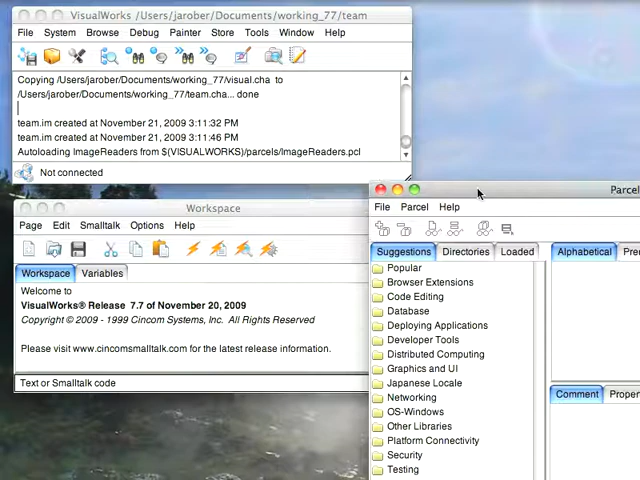 VisualWorks /Users/jarober/Documents/working_77/team
File System Browse Debug Painter Store Tools Window Help
Copying /Users/jarober/Documents/working_77/visual.cha to
/Users/jarober/Documents/working_77/team.cha... done
team.im created at November 21, 2009 3:11:32 PM
team.im created at November 21, 2009 3:11:46 PM
Autoloading ImageReaders from $(VISUALWORKS)/parcels/ImageReaders.pcl
Not connected
Workspace
Page Edit Smalltalk Options Help
Workspace Variables
Welcome to
VisualWorks® Release 7.7 of November 20, 2009
Copyright © 2009 - 1999 Cincom Systems, Inc. All Rights Reserved
Please visit www.cincomsmalltalk.com for the latest release information.
Text or Smalltalk code
Parcel
File Parcel Help
Suggestions Directories Loaded
Popular
Browser Extensions
Code Editing
Database
Deploying Applications
Developer Tools
Distributed Computing
Graphics and UI
Japanese Locale
Networking
OS-Windows
Other Libraries
Platform Connectivity
Security
Testing
Alphabetical Prer
Comment Proper